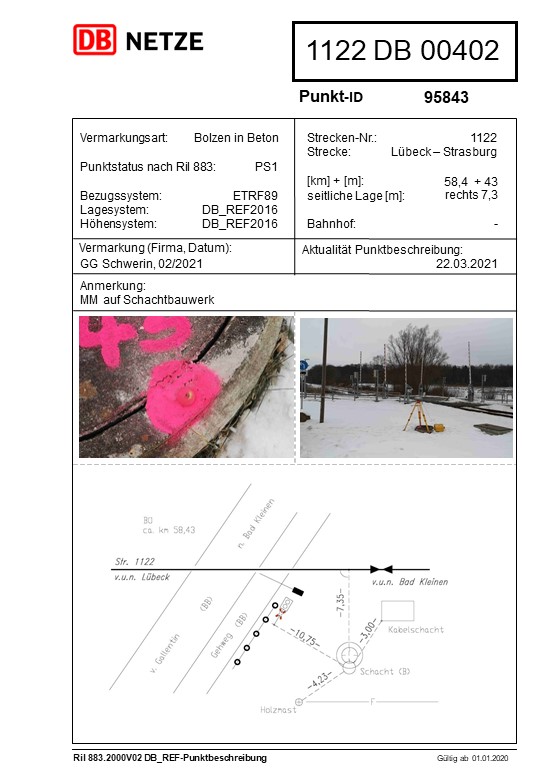 DB NETZE
1122 DB 00402
Punkt-ID 95843
Vermarkungsart: Bolzen in Beton
Punktstatus nach Ril 883: PS1
Bezugssystem: ETRF89
Lagesystem: DB_REF2016
Höhensystem: DB_REF2016
Strecken-Nr.: 1122
Strecke: Lübeck – Strasburg
[km] + [m]: 58,4 + 43
seitliche Lage [m]: rechts 7,3
Bahnhof: -
Vermarkung (Firma, Datum):
GG Schwerin, 02/2021
Aktualität Punktbeschreibung:
22.03.2021
Anmerkung:
MM auf Schachtbauwerk
BÜ
ca. km 58,43
n. Bad Kleinen
Str. 1122
v.u.n. Lübeck
v.u.n. Bad Kleinen
(BB)
v. Gallentin
Gehweg (BB)
-7,35-
-10,75-
-3,00-
-4,23-
Kabelschacht
Schacht (B)
Holzmast
Ril 883.2000V02 DB_REF-Punktbeschreibung
Gültig ab 01.01.2020